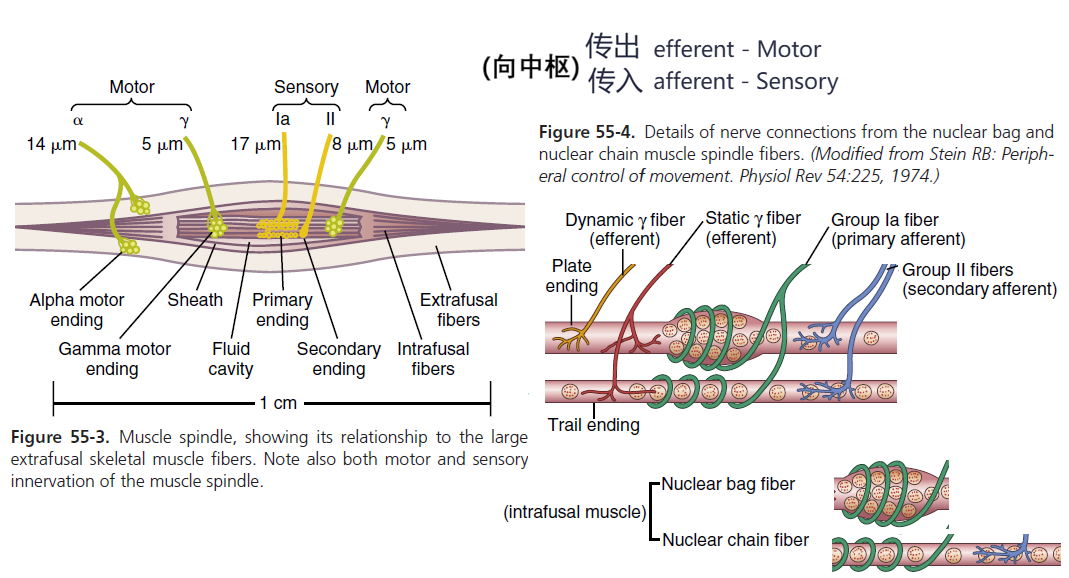 传出 efferent - Motor
(向中枢)
传入 afferent - Sensory
Motor
Sensory
Motor
α
γ
Ia
II
γ
14 μm
5 μm
17 μm
8 μm
5 μm
Alpha motor
ending
Sheath
Primary
ending
Extrafusal
fibers
Gamma motor
ending
Fluid
cavity
Secondary
ending
Intrafusal
fibers
1 cm
Figure 55-3. Muscle spindle, showing its relationship to the large
extrafusal skeletal muscle fibers. Note also both motor and sensory
innervation of the muscle spindle.
Figure 55-4. Details of nerve connections from the nuclear bag and
nuclear chain muscle spindle fibers. (Modified from Stein RB: Periph-
eral control of movement. Physiol Rev 54:225, 1974.)
Dynamic γ fiber
(efferent)
Static γ fiber
(efferent)
Group Ia fiber
(primary afferent)
Plate
ending
Group II fibers
(secondary afferent)
Trail ending
Nuclear bag fiber
(intrafusal muscle)
Nuclear chain fiber